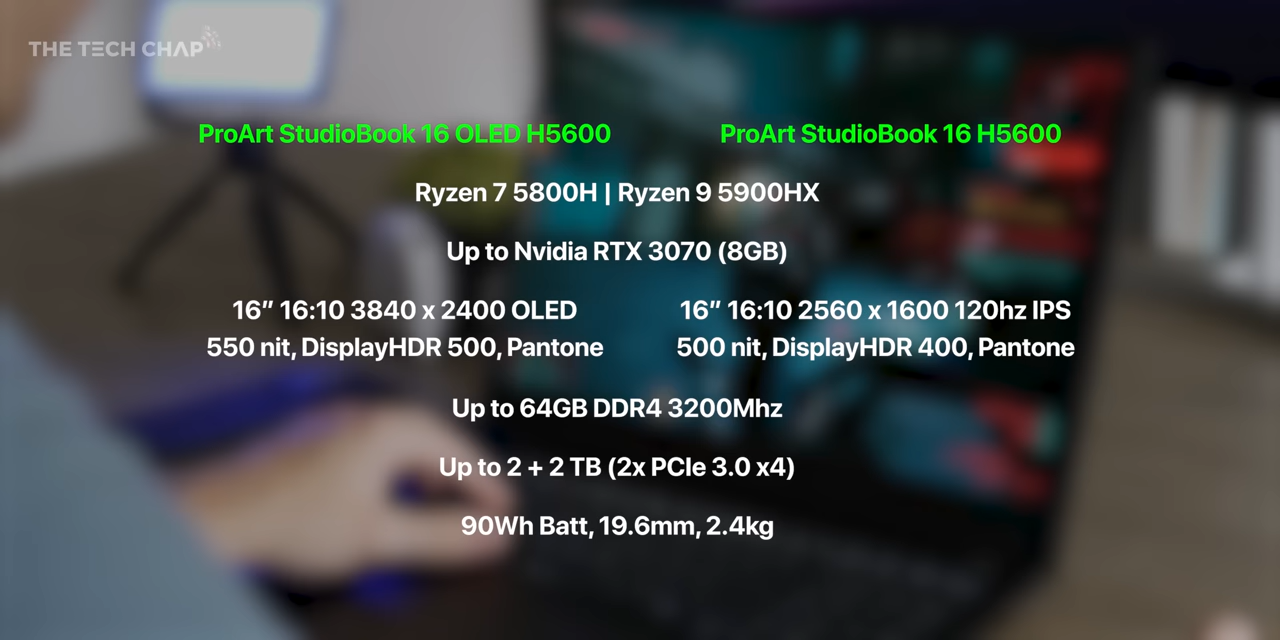 THE TECH CHAP
ProArt StudioBook 16 OLED H5600
ProArt StudioBook 16 H5600
Ryzen 7 5800H | Ryzen 9 5900HX
Up to Nvidia RTX 3070 (8GB)
16” 16:10 3840 x 2400 OLED
550 nit, DisplayHDR 500, Pantone
16” 16:10 2560 x 1600 120hz IPS
500 nit, DisplayHDR 400, Pantone
Up to 64GB DDR4 3200Mhz
Up to 2 + 2 TB (2x PCIe 3.0 x4)
90Wh Batt, 19.6mm, 2.4kg